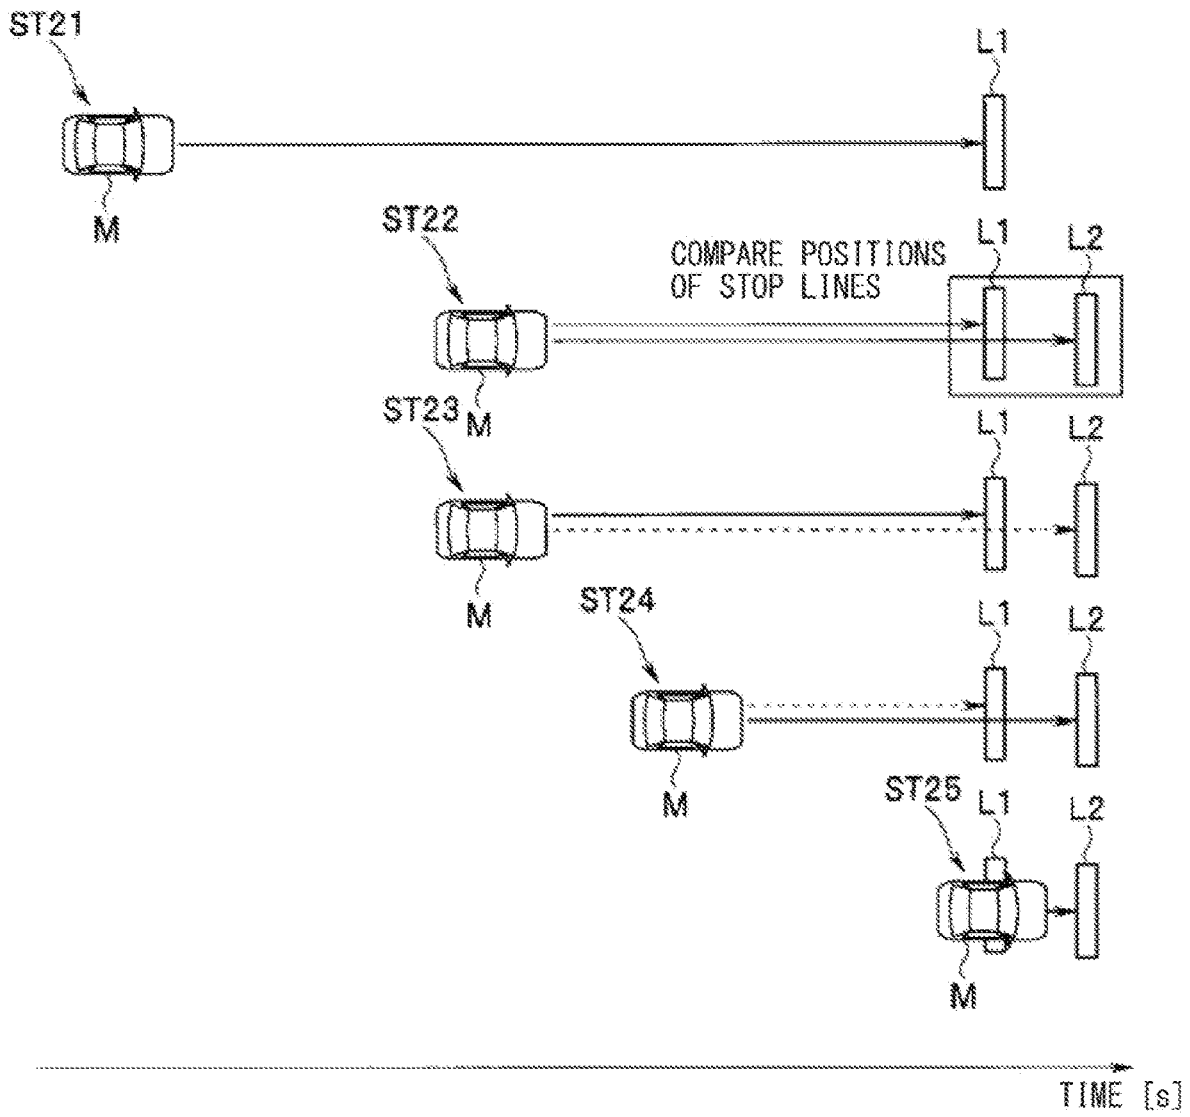 ST21
L1
M
ST22
L1
L2
COMPARE POSITIONS
OF STOP LINES
M
ST23
L1
L2
M
ST24
L1
L2
M
ST25
L1
L2
M
TIME [s]